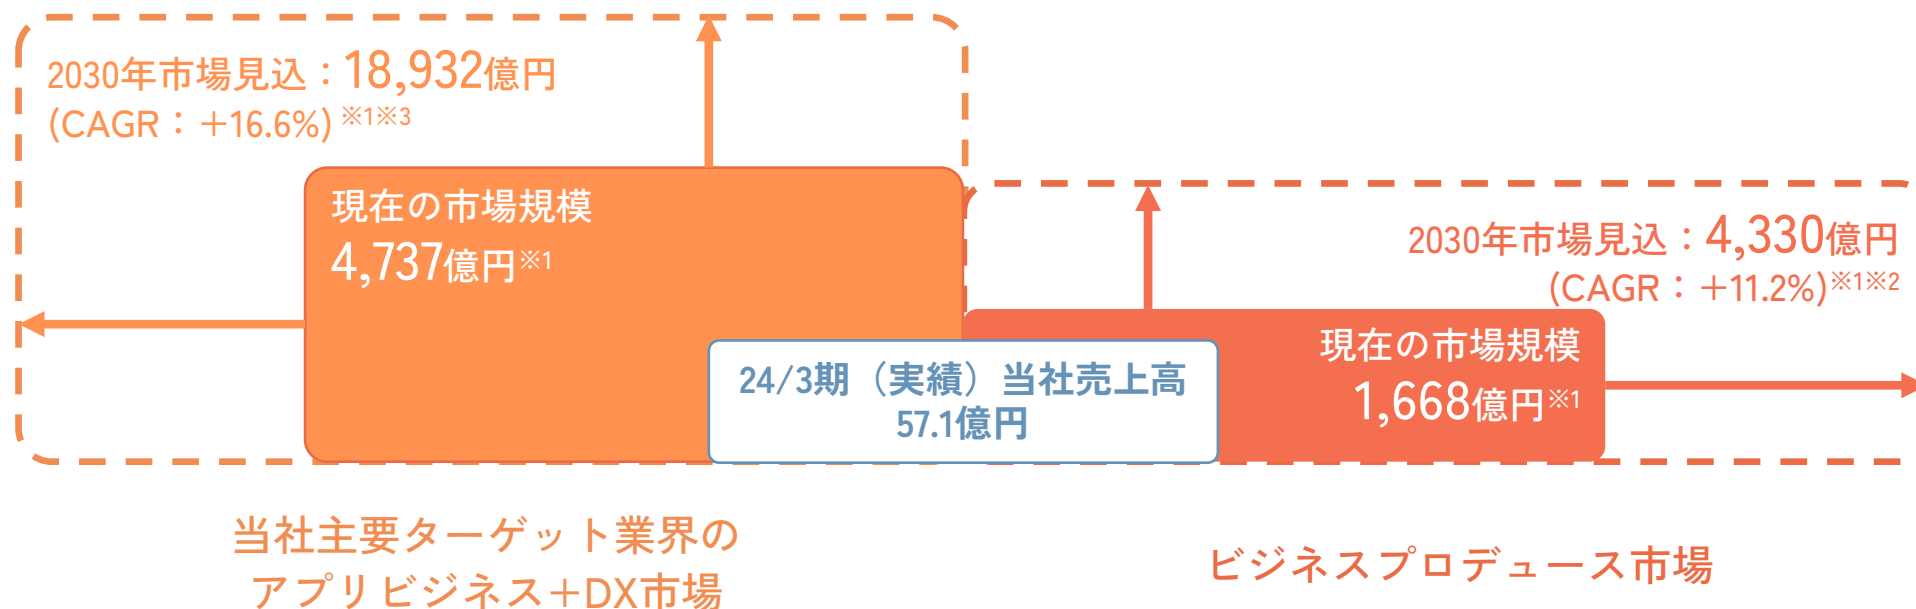 2030年市場見込：18,932億円
(CAGR：+16.6%)※1※3
現在の市場規模
4,737億円※1
2030年市場見込：4,330億円
(CAGR：+11.2%)※1※2
現在の市場規模
1,668億円※1
24/3期（実績）当社売上高
57.1億円
当社主要ターゲット業界の
アプリビジネス+DX市場
ビジネスプロデュース市場